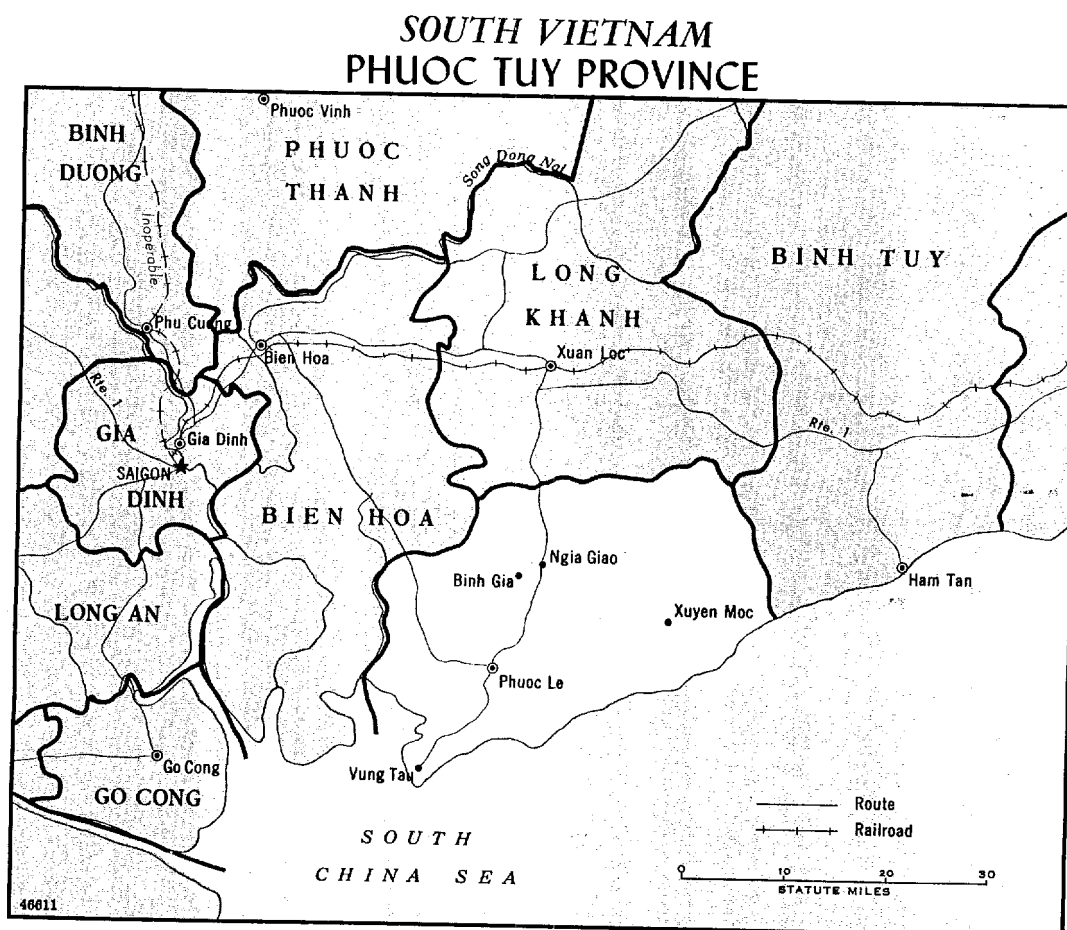 SOUTH VIETNAM
PHUOC TUY PROVINCE
Phuoc Vinh
BINH
DUONG
PHUOC
THANH
Song Dong Nai
Inoperable
BINH TUY
LONG
KHANH
Phu Cuong
Bien Hoa
Xuan Loc
Rte. 1
Rte. 1
GIA
DINH
Gia Dinh
SAIGON
BIEN HOA
Ngia Giao
Binh Gia
Ham Tan
LONG AN
Xuyen Moc
Phuoc Le
Go Cong
GO CONG
Vung Tau
Route
Railroad
SOUTH
CHINA SEA
0 10 20 30
STATUTE MILES
46611